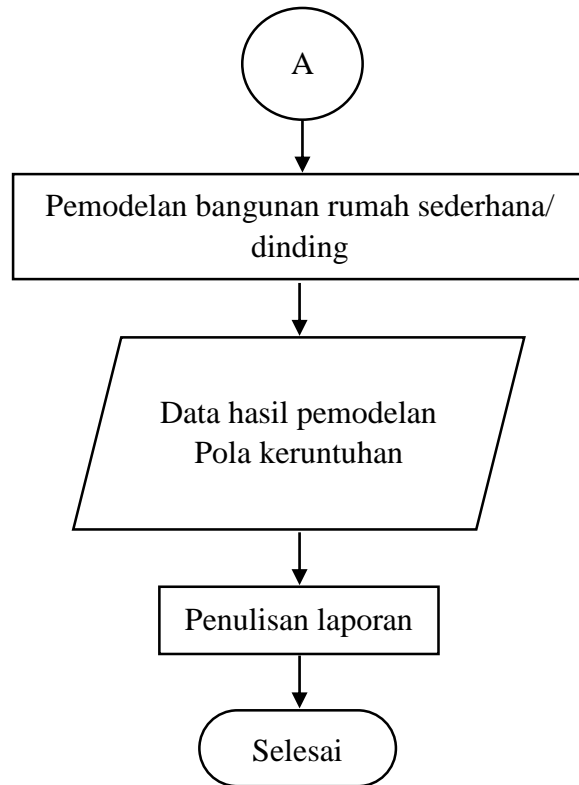 A
Pemodelan bangunan rumah sederhana/
dinding
Data hasil pemodelan
Pola keruntuhan
Penulisan laporan
Selesai